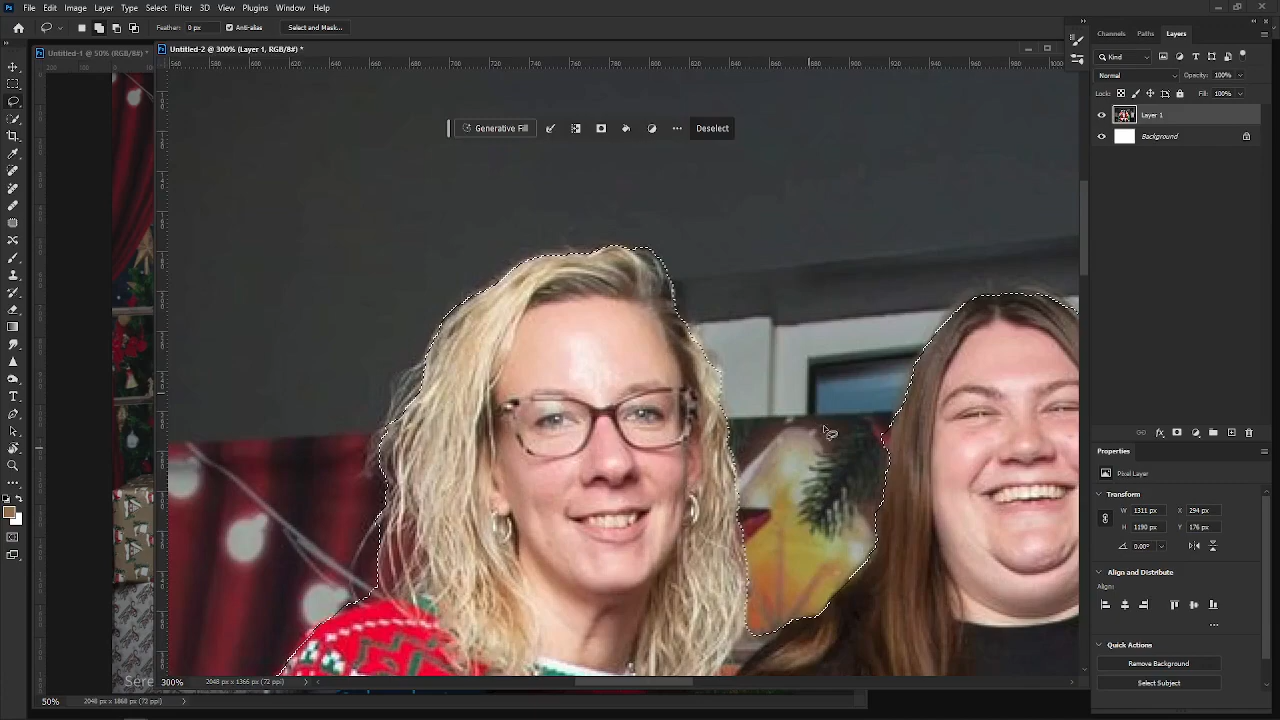 Ps File Edit Image Layer Type Select Filter 3D View Plugins Window Help
Feather: 0 px Anti-alias Select and Mask...
Untitled-1 @ 50% (RGB/8#) *
Untitled-2 @ 300% (Layer 1, RGB/8#) *
Generative Fill Deselect
Channels Paths Layers
Kind
Normal Opacity: 100%
Lock: Fill: 100%
Layer 1
Background
Properties
Pixel Layer
Transform
W 1311 px X 294 px
H 1190 px Y 176 px
0.00°
Align and Distribute
Align:
Quick Actions
Remove Background
Select Subject
Sere
300% 2048 px x 1366 px (72 ppi)
50% 2048 px x 1868 px (72 ppi)